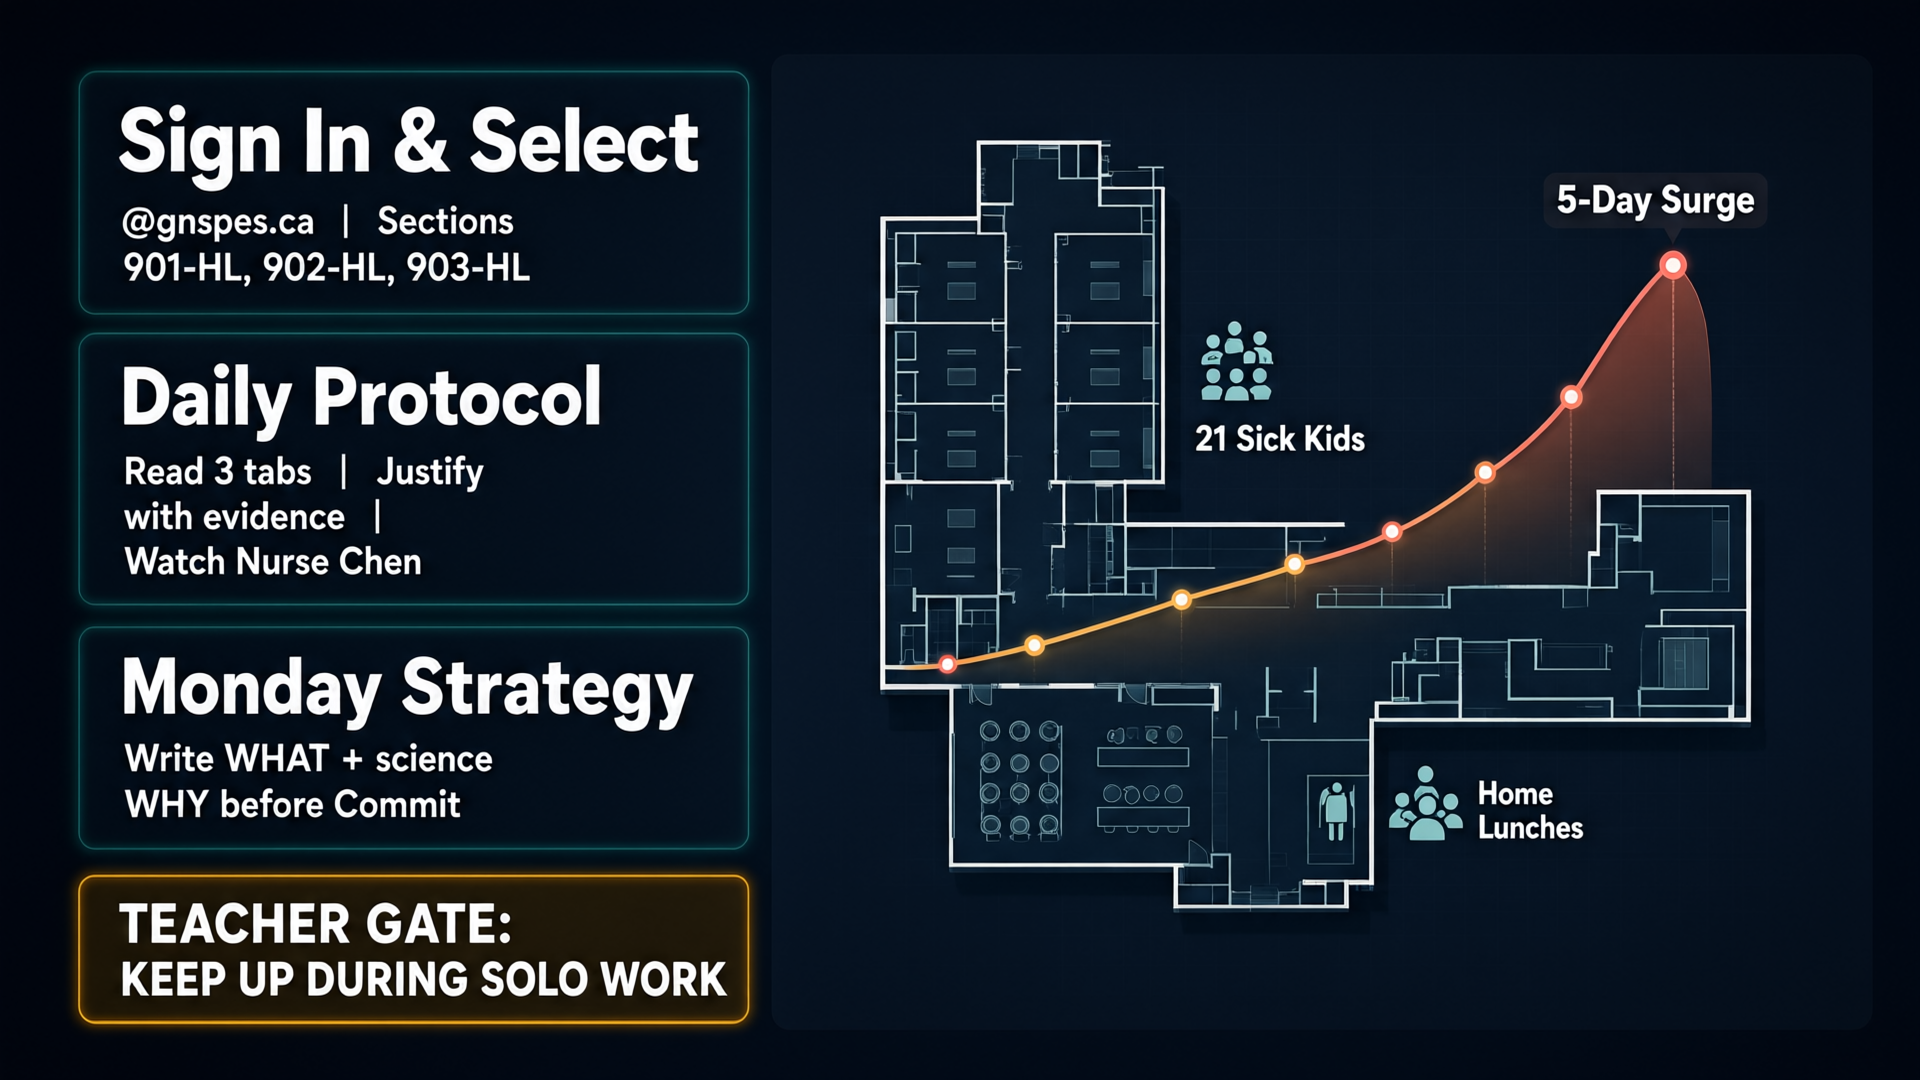 Sign In & Select
@gnspes.ca | Sections
901-HL, 902-HL, 903-HL
Daily Protocol
Read 3 tabs | Justify
with evidence |
Watch Nurse Chen
Monday Strategy
Write WHAT + science
WHY before Commit
TEACHER GATE:
KEEP UP DURING SOLO WORK
5-Day Surge
21 Sick Kids
Home
Lunches